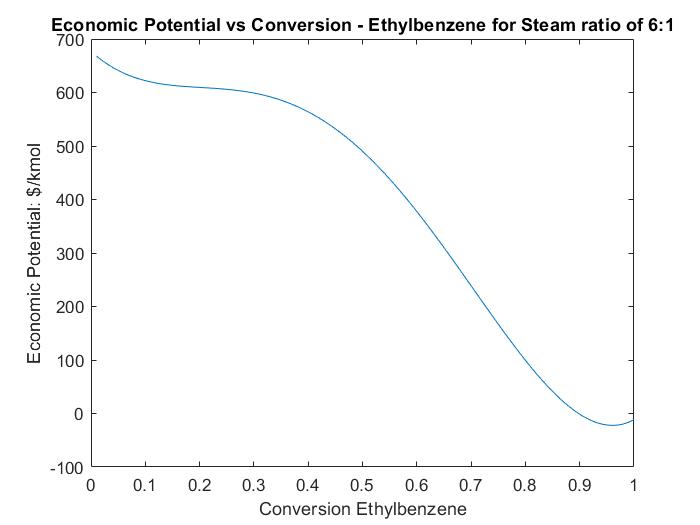 Economic Potential vs Conversion - Ethylbenzene for Steam ratio of 6:1
700
600
500
400
300
200
100
0
-100
Economic Potential: $/kmol
0 0.1 0.2 0.3 0.4 0.5 0.6 0.7 0.8 0.9 1
Conversion Ethylbenzene